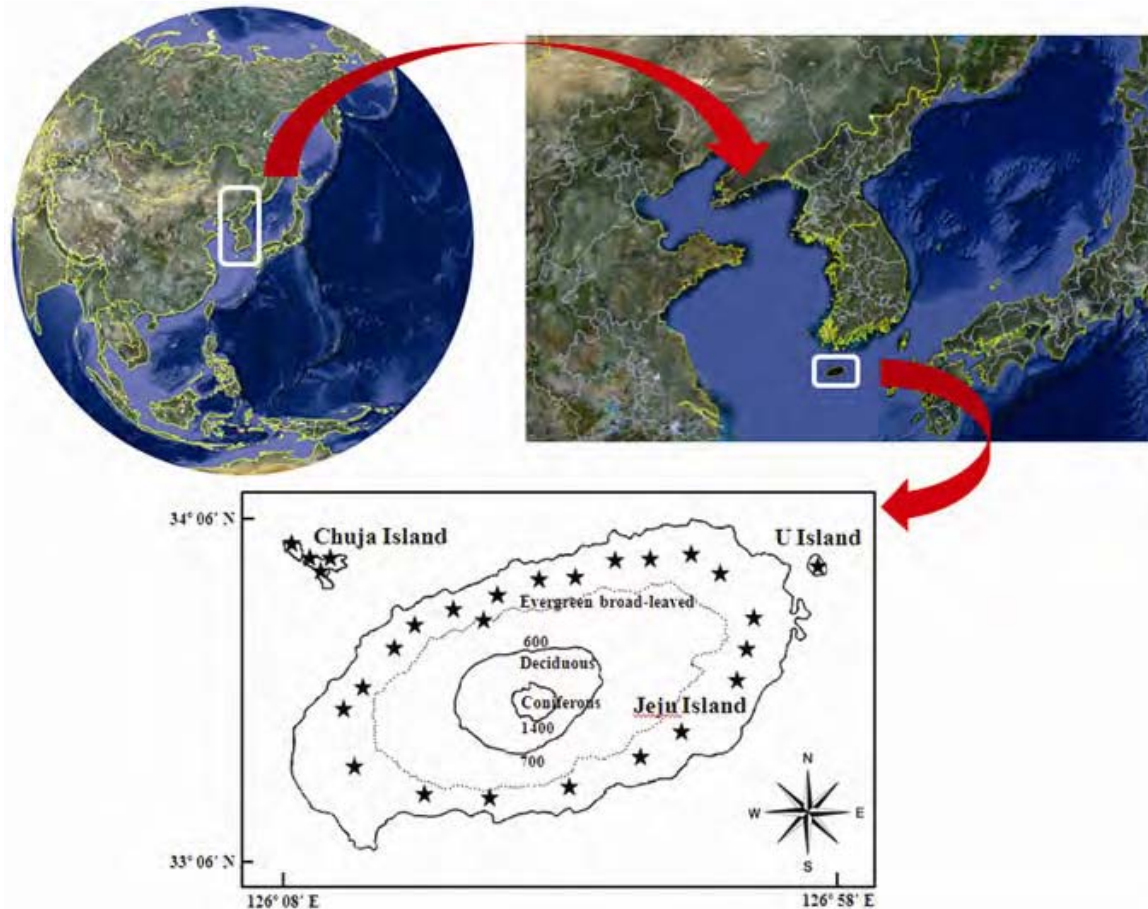 34° 06' N
Chuja Island
U Island
Evergreen broad-leaved
600
Deciduous
Coniferous
Jeju Island
1400
700
N
W E
S
33° 06' N
126° 08' E
126° 58' E